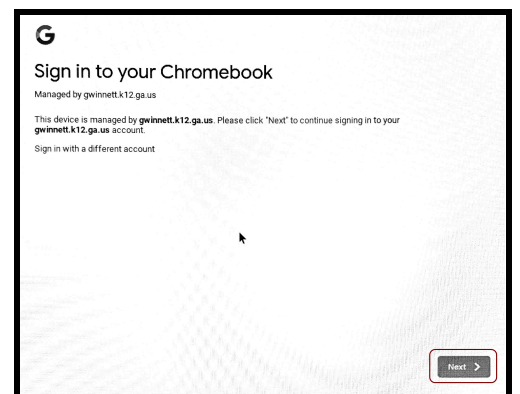 G
Sign in to your Chromebook
Managed by gwinnett.k12.ga.us
This device is managed by gwinnett.k12.ga.us. Please click "Next" to continue signing in to your
gwinnett.k12.ga.us account.
Sign in with a different account
Next